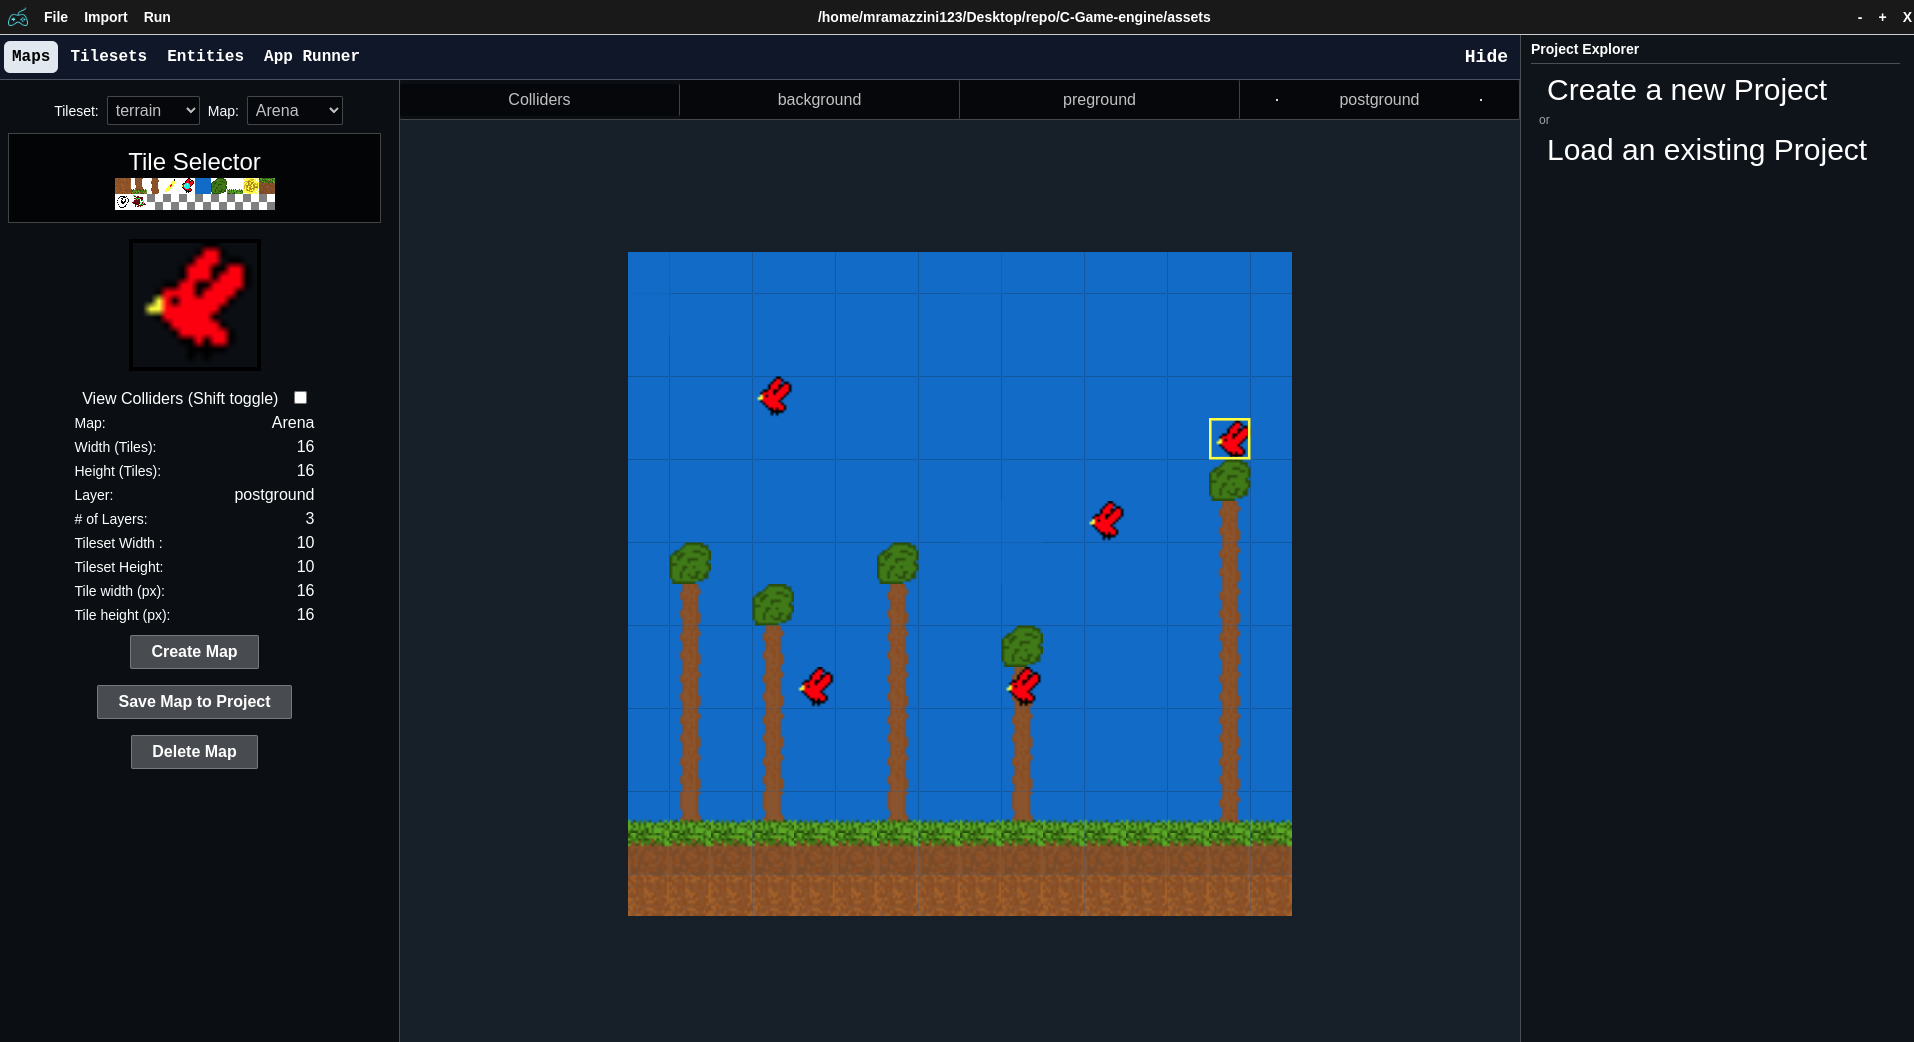 File Import Run /home/mramazzini123/Desktop/repo/C-Game-engine/assets - + X
Maps Tilesets Entities App Runner Hide
Project Explorer
Create a new Project
or
Load an existing Project
Tileset: terrain Map: Arena
Colliders background preground · postground ·
Tile Selector
View Colliders (Shift toggle)
Map: Arena
Width (Tiles): 16
Height (Tiles): 16
Layer: postground
# of Layers: 3
Tileset Width : 10
Tileset Height: 10
Tile width (px): 16
Tile height (px): 16
Create Map
Save Map to Project
Delete Map